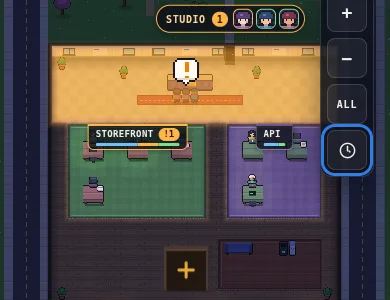 STUDIO 1
+
−
ALL
!
STOREFRONT !1
API
+